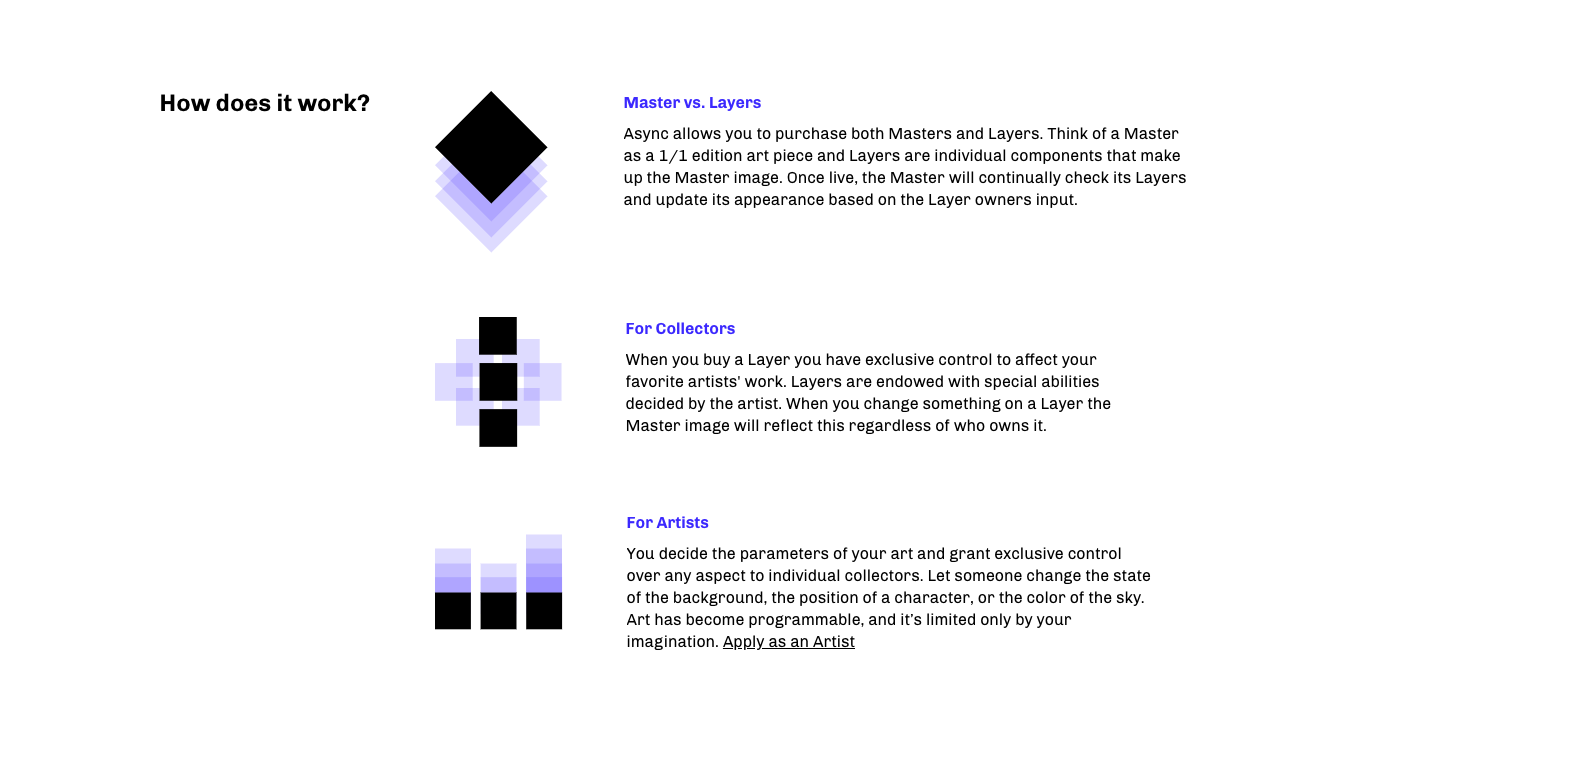 How does it work?
Master vs. Layers
Async allows you to purchase both Masters and Layers. Think of a Master
as a 1/1 edition art piece and Layers are individual components that make
up the Master image. Once live, the Master will continually check its Layers
and update its appearance based on the Layer owners input.
For Collectors
When you buy a Layer you have exclusive control to affect your
favorite artists' work. Layers are endowed with special abilities
decided by the artist. When you change something on a Layer the
Master image will reflect this regardless of who owns it.
For Artists
You decide the parameters of your art and grant exclusive control
over any aspect to individual collectors. Let someone change the state
of the background, the position of a character, or the color of the sky.
Art has become programmable, and it’s limited only by your
imagination. Apply as an Artist